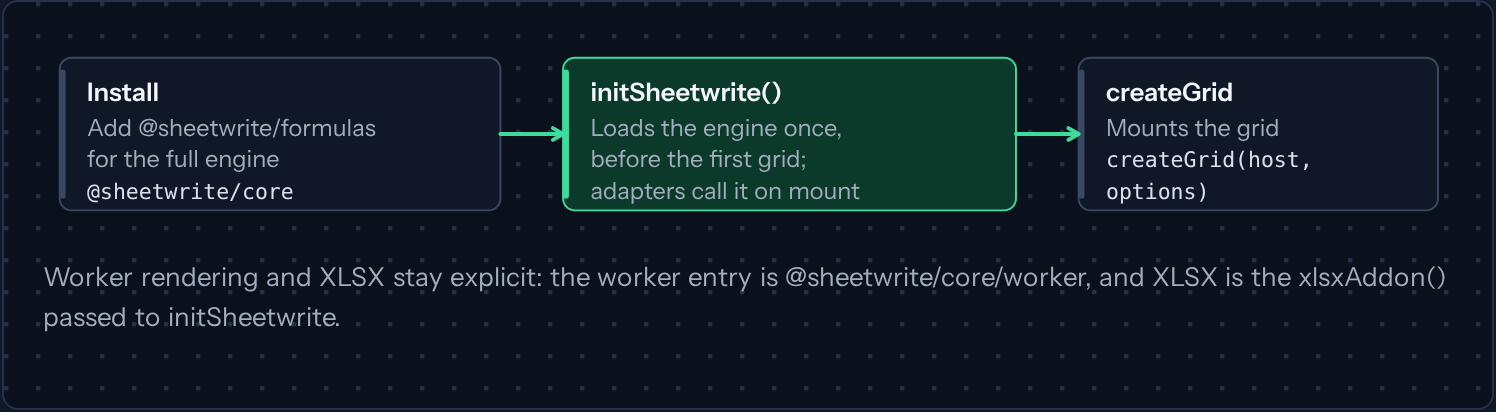 Install
Add @sheetwrite/formulas
for the full engine
@sheetwrite/core
initSheetwrite()
Loads the engine once,
before the first grid;
adapters call it on mount
createGrid
Mounts the grid
createGrid(host,
options)
Worker rendering and XLSX stay explicit: the worker entry is @sheetwrite/core/worker, and XLSX is the xlsxAddon()
passed to initSheetwrite.